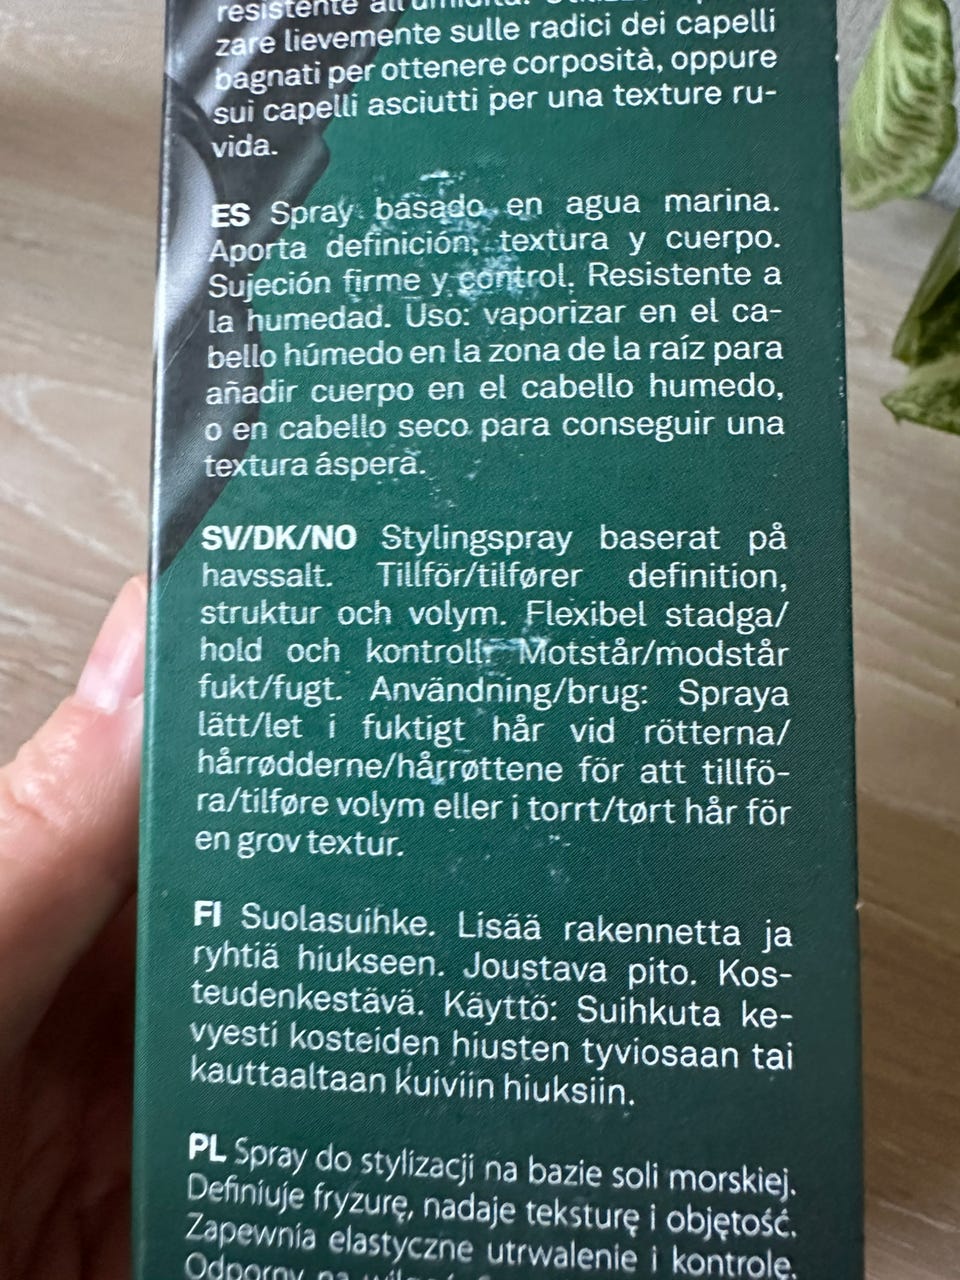 resistente all'umidità.
zare lievemente sulle radici dei capelli
bagnati per ottenere corposità, oppure
sui capelli asciutti per una texture ru-
vida.
ES Spray basado en agua marina.
Aporta definición, textura y cuerpo.
Sujeción firme y control. Resistente a
la humedad. Uso: vaporizar en el ca-
bello húmedo en la zona de la raíz para
añadir cuerpo en el cabello humedo,
o en cabello seco para conseguir una
textura áspera.
SV/DK/NO Stylingspray baserat på
havssalt. Tillför/tilfører definition,
struktur och volym. Flexibel stadga/
hold och kontroll. Motstår/modstår
fukt/fugt. Användning/brug: Spraya
lätt/let i fuktigt hår vid rötterna/
hårrødderne/hårrøttene för att tillfö-
ra/tilføre volym eller i torrt/tørt hår för
en grov textur.
FI Suolasuihke. Lisää rakennetta ja
ryhtiä hiukseen. Joustava pito. Kos-
teudenkestävä. Käyttö: Suihkuta ke-
vyesti kosteiden hiusten tyviosaan tai
kauttaaltaan kuiviin hiuksiin.
PL Spray do stylizacji na bazie soli morskiej.
Definiuje fryzurę, nadaje teksturę i objętość.
Zapewnia elastyczne utrwalenie i kontrolę.
Odporny na